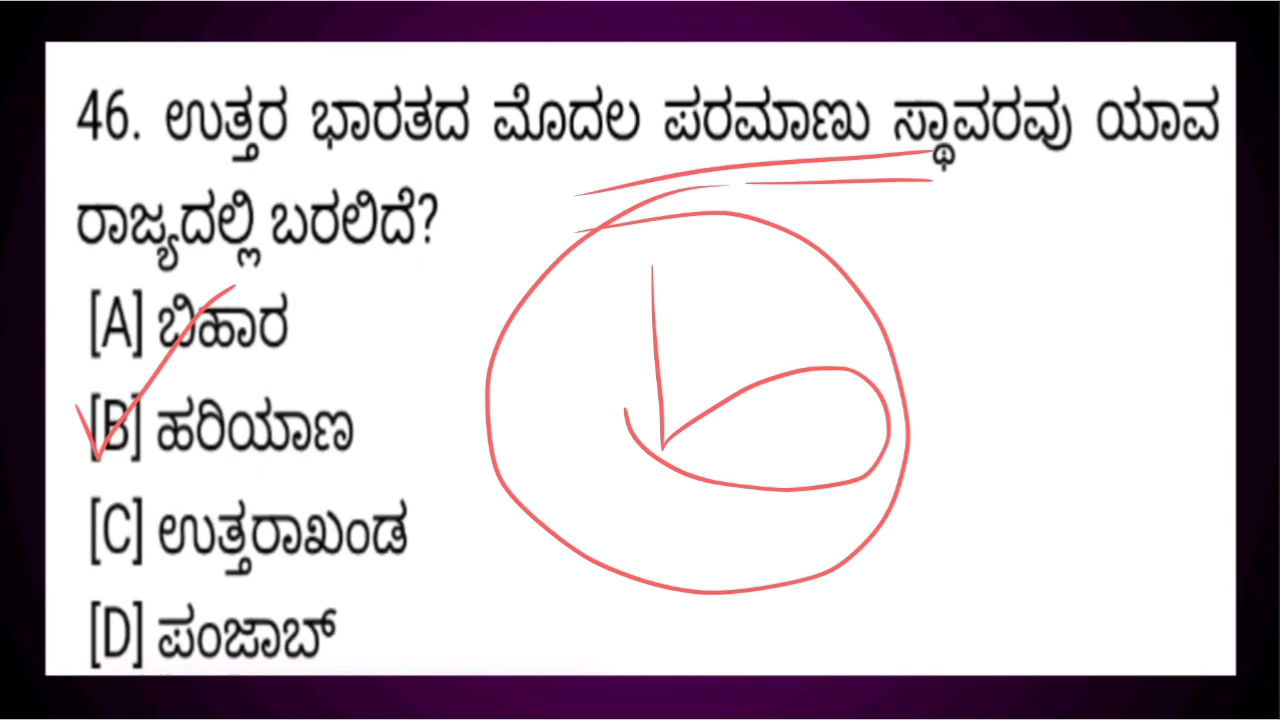 46. ಉತ್ತರ ಭಾರತದ ಮೊದಲ ಪರಮಾಣು ಸ್ಥಾವರವು ಯಾವ
ರಾಜ್ಯದಲ್ಲಿ ಬರಲಿದೆ?
[A] ಬಿಹಾರ
[B] ಹರಿಯಾಣ
[C] ಉತ್ತರಾಖಂಡ
[D] ಪಂಜಾಬ್